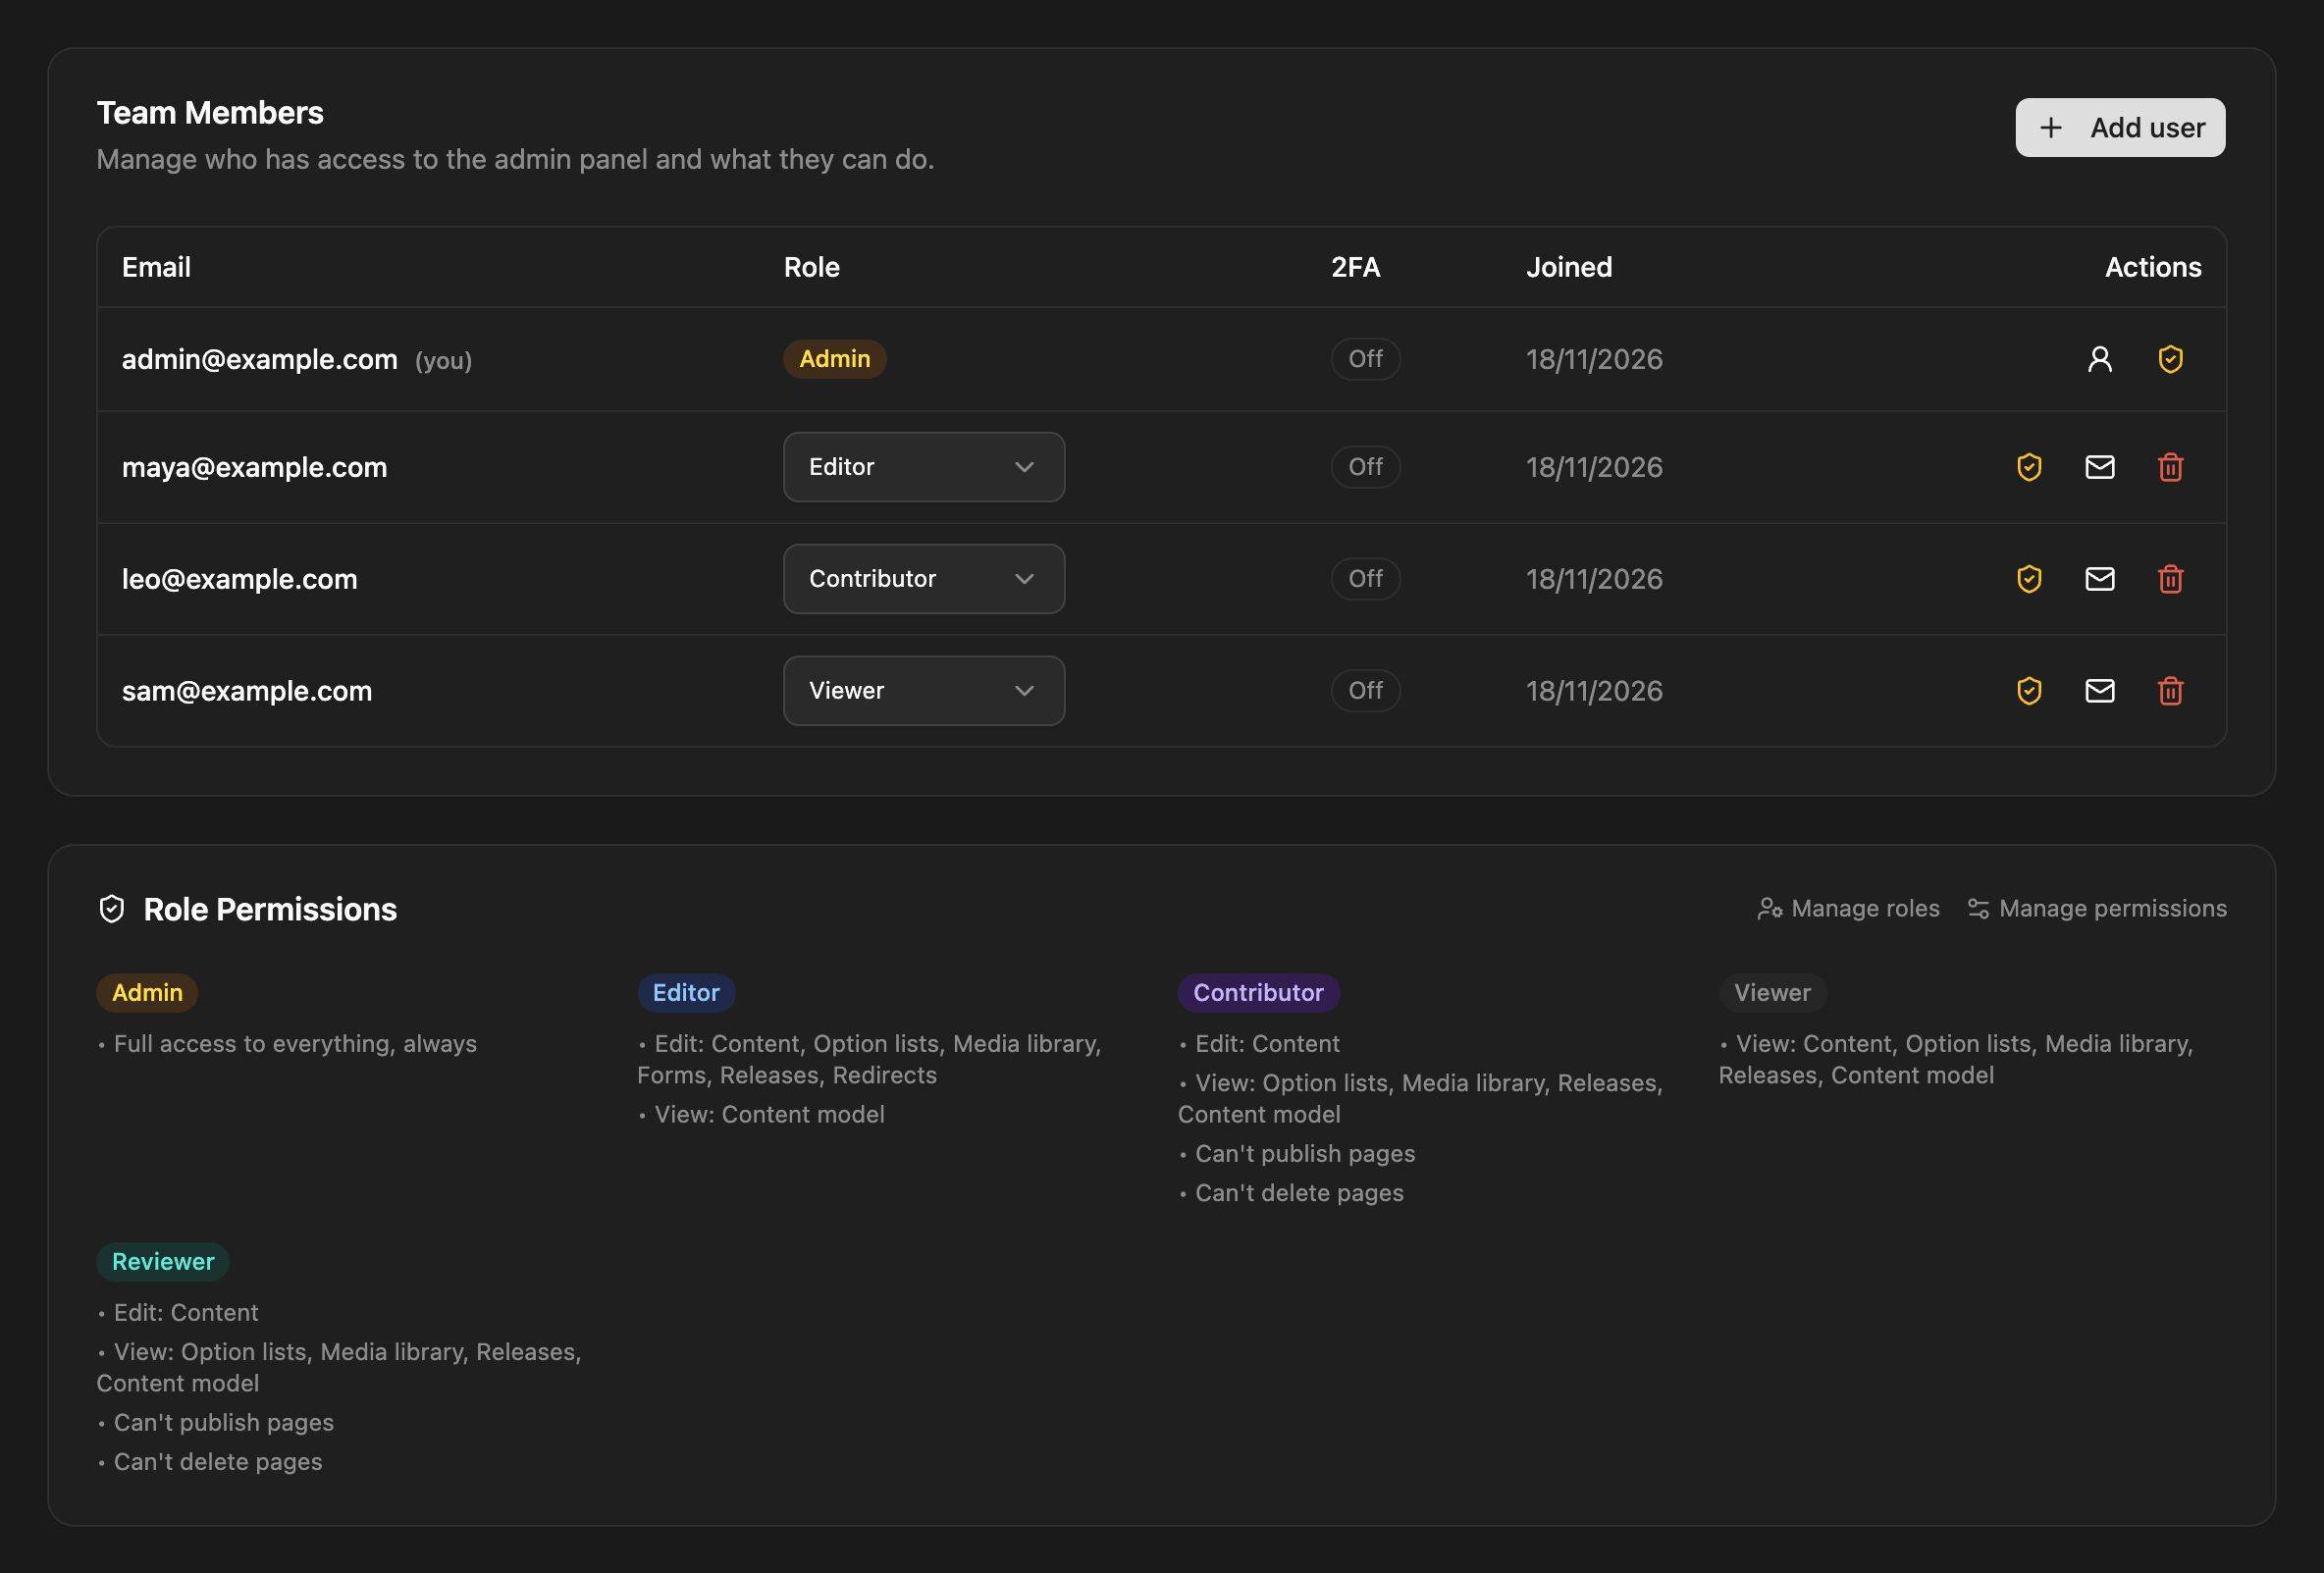 Team Members
Manage who has access to the admin panel and what they can do.
+ Add user
Email Role 2FA Joined Actions
admin@example.com (you) Admin Off 18/11/2026
maya@example.com Editor Off 18/11/2026
leo@example.com Contributor Off 18/11/2026
sam@example.com Viewer Off 18/11/2026
Role Permissions
Manage roles Manage permissions
Admin
• Full access to everything, always
Editor
• Edit: Content, Option lists, Media library,
Forms, Releases, Redirects
• View: Content model
Contributor
• Edit: Content
• View: Option lists, Media library, Releases,
Content model
• Can't publish pages
• Can't delete pages
Viewer
• View: Content, Option lists, Media library,
Releases, Content model
Reviewer
• Edit: Content
• View: Option lists, Media library, Releases,
Content model
• Can't publish pages
• Can't delete pages